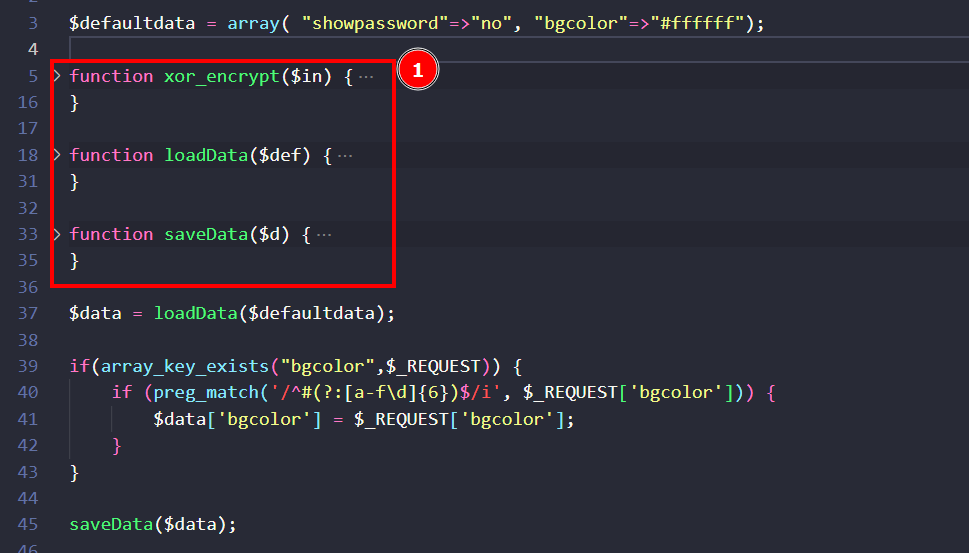 3 $defaultdata = array( "showpassword"=>"no", "bgcolor"=>"#ffffff");
4
5 function xor_encrypt($in) { ···
1
16 }
17
18 function loadData($def) { ···
31 }
32
33 function saveData($d) { ···
35 }
36
37 $data = loadData($defaultdata);
38
39 if(array_key_exists("bgcolor",$_REQUEST)) {
40 if (preg_match('/^#(?:[a-f\d]{6})$/i', $_REQUEST['bgcolor'])) {
41 $data['bgcolor'] = $_REQUEST['bgcolor'];
42 }
43 }
44
45 saveData($data);
46